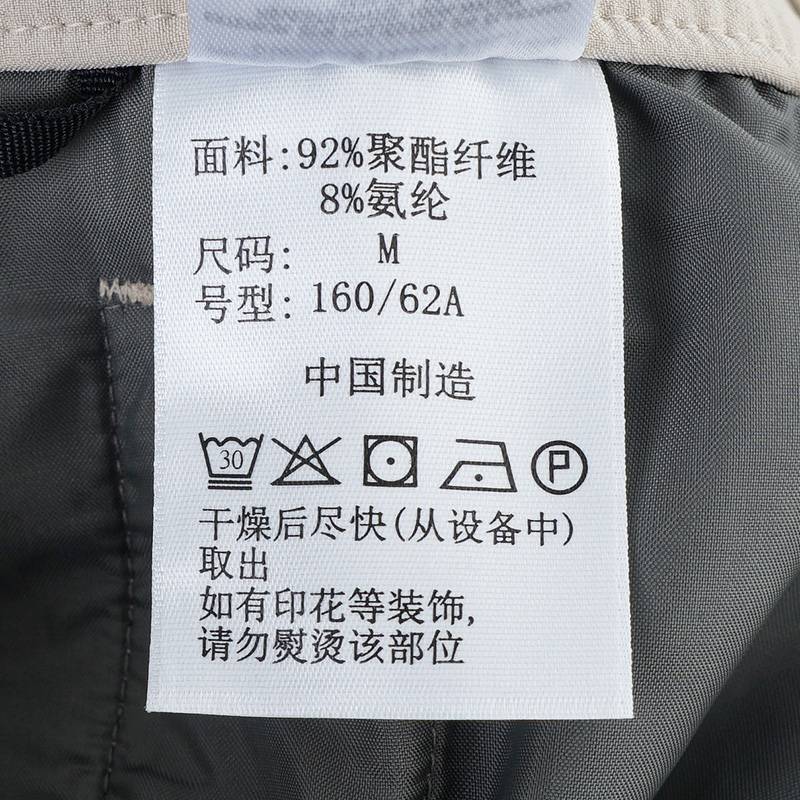 面料:92%聚酯纤维
8%氨纶
尺码: M
号型: 160/62A
中国制造
30 P
干燥后尽快(从设备中)
取出
如有印花等装饰,
请勿熨烫该部位